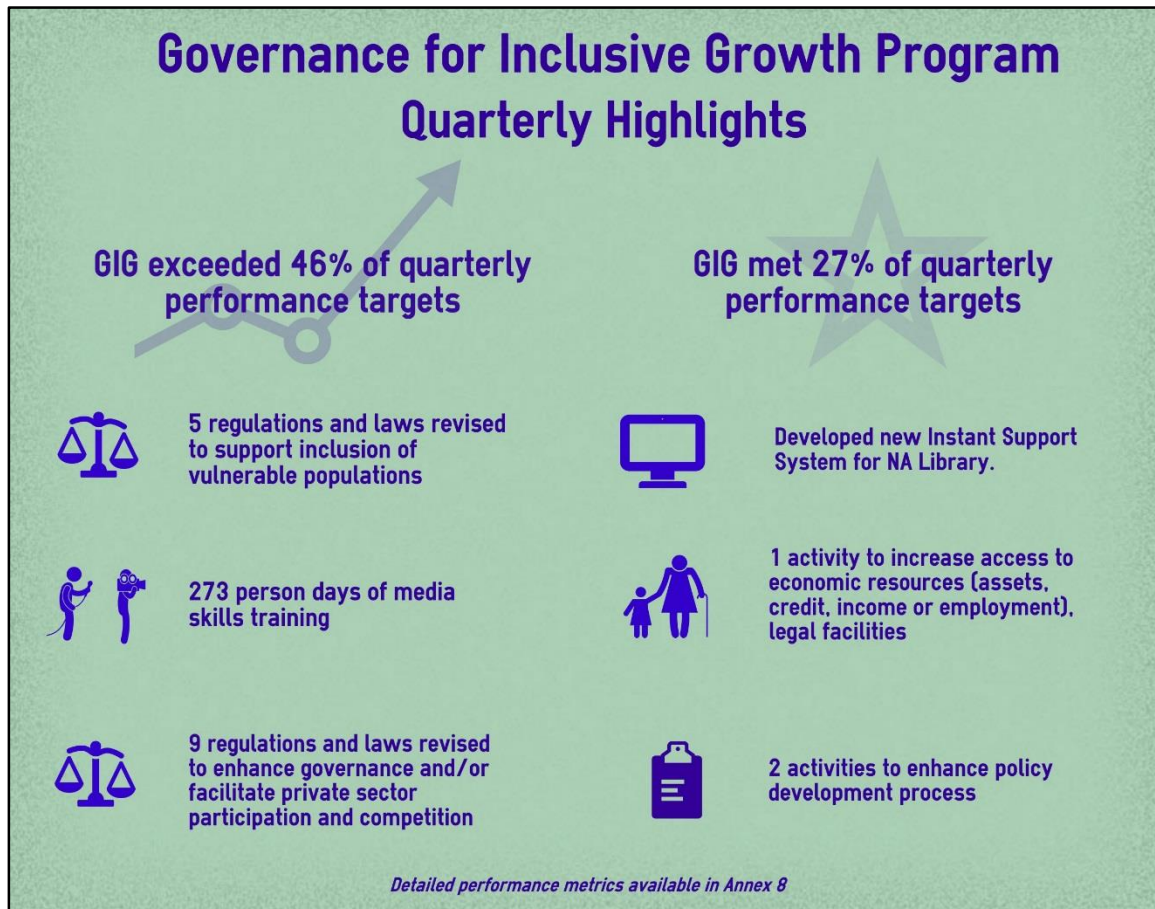 Governance for Inclusive Growth Program
Quarterly Highlights
GIG exceeded 46% of quarterly
performance targets
5 regulations and laws revised
to support inclusion of
vulnerable populations
273 person days of media
skills training
9 regulations and laws revised
to enhance governance and/or
facilitate private sector
participation and competition
GIG met 27% of quarterly
performance targets
Developed new Instant Support
System for NA Library.
1 activity to increase access to
economic resources (assets,
credit, income or employment),
legal facilities
2 activities to enhance policy
development process
Detailed performance metrics available in Annex 8